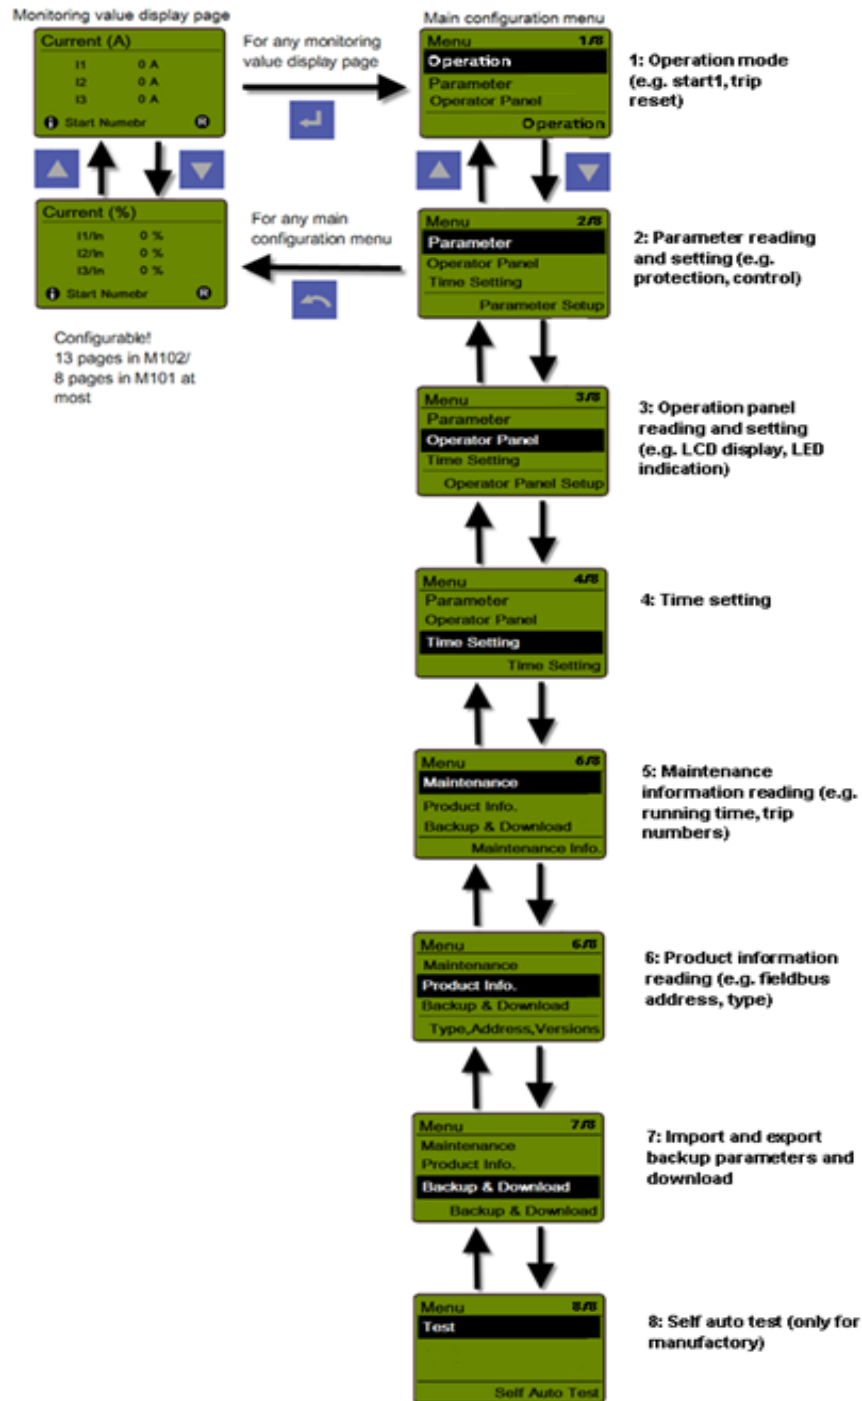 Monitoring value display page
Main configuration menu
Current (A)
I1 0 A
I2 0 A
I3 0 A
Start Numebr R
For any monitoring
value display page
Menu 1/8
Operation
Parameter
Operator Panel
Operation
1: Operation mode
(e.g. start1, trip
reset)
Current (%)
I1/In 0 %
I2/In 0 %
I3/In 0 %
Start Numebr R
For any main
configuration menu
Menu 2/8
Parameter
Operator Panel
Time Setting
Parameter Setup
2: Parameter reading
and setting (e.g.
protection, control)
Configurable!
13 pages in M102/
8 pages in M101 at
most
Menu 3/8
Parameter
Operator Panel
Time Setting
Operator Panel Setup
3: Operation panel
reading and setting
(e.g. LCD display, LED
indication)
Menu 4/8
Parameter
Operator Panel
Time Setting
Time Setting
4: Time setting
Menu 6/8
Maintenance
Product Info.
Backup & Download
Maintenance Info.
5: Maintenance
information reading (e.g.
running time, trip
numbers)
Menu 6/8
Maintenance
Product Info.
Backup & Download
Type,Address,Versions
6: Product information
reading (e.g. fieldbus
address, type)
Menu 7/8
Maintenance
Product Info.
Backup & Download
Backup & Download
7: Import and export
backup parameters and
download
Menu 8/8
Test
Self Auto Test
8: Self auto test (only for
manufactory)